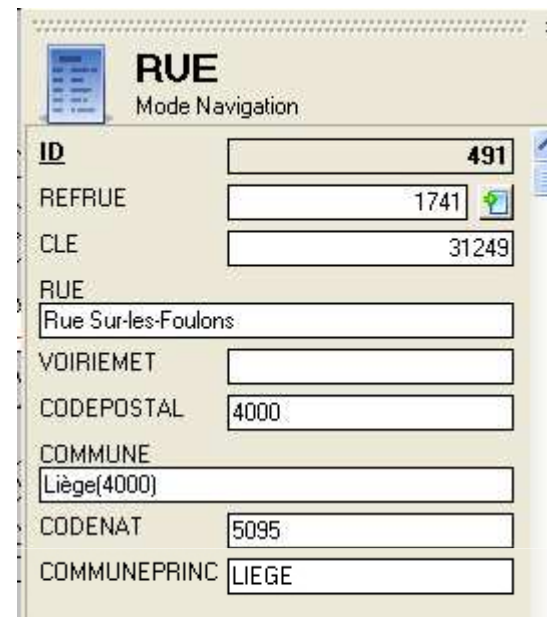 RUE
Mode Navigation
ID 491
REFRUE 1741
CLE 31249
RUE
Rue Sur-les-Foulons
VOIRIEMET
CODEPOSTAL 4000
COMMUNE
Liège(4000)
CODENAT 5095
COMMUNEPRINC LIEGE